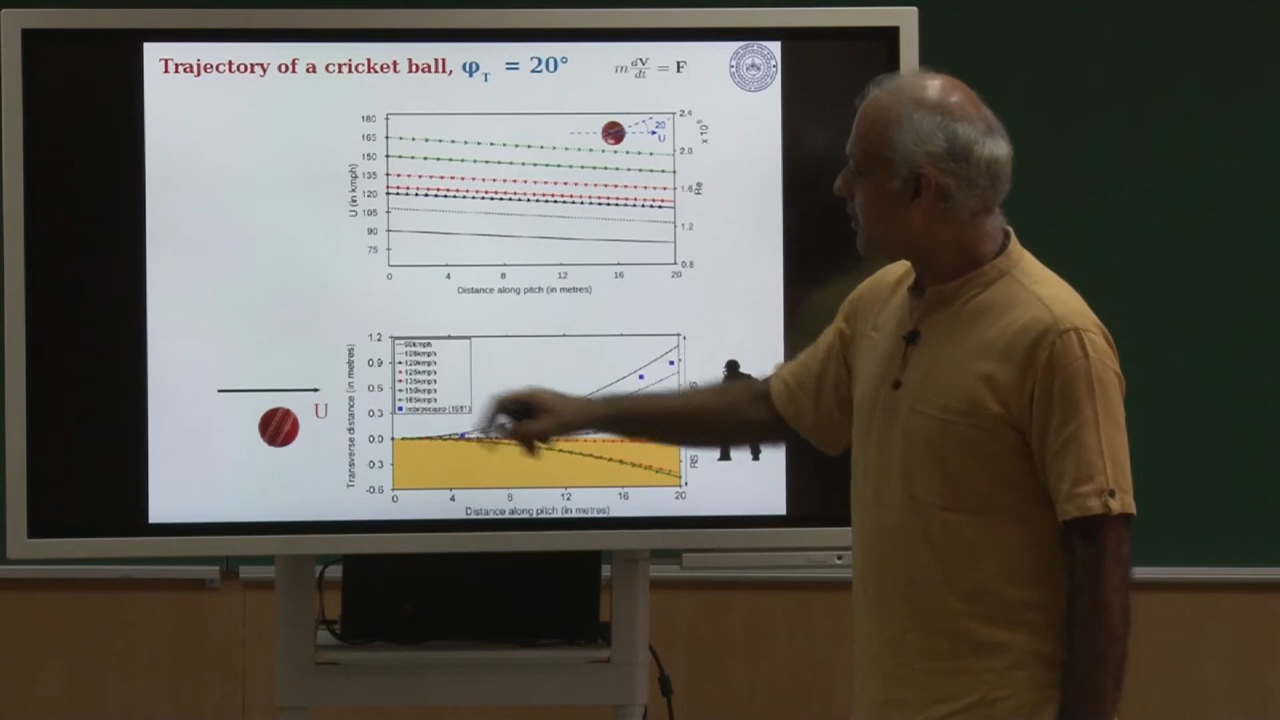 Trajectory of a cricket ball, φT = 20°
m dV/dt = F
180
165
150
135
120
105
90
75
U (in kmph)
2.4
2.0
1.6
1.2
0.8
x 10⁵
Re
20
U
0 4 8 12 16 20
Distance along pitch (in metres)
1.2
0.9
0.6
0.3
0.0
-0.3
-0.6
Transverse distance (in metres)
90kmph
105kmph
120kmph
125kmph
135kmph
150kmph
165kmph
RS
0 4 8 12 16 20
Distance along pitch (in metres)
U